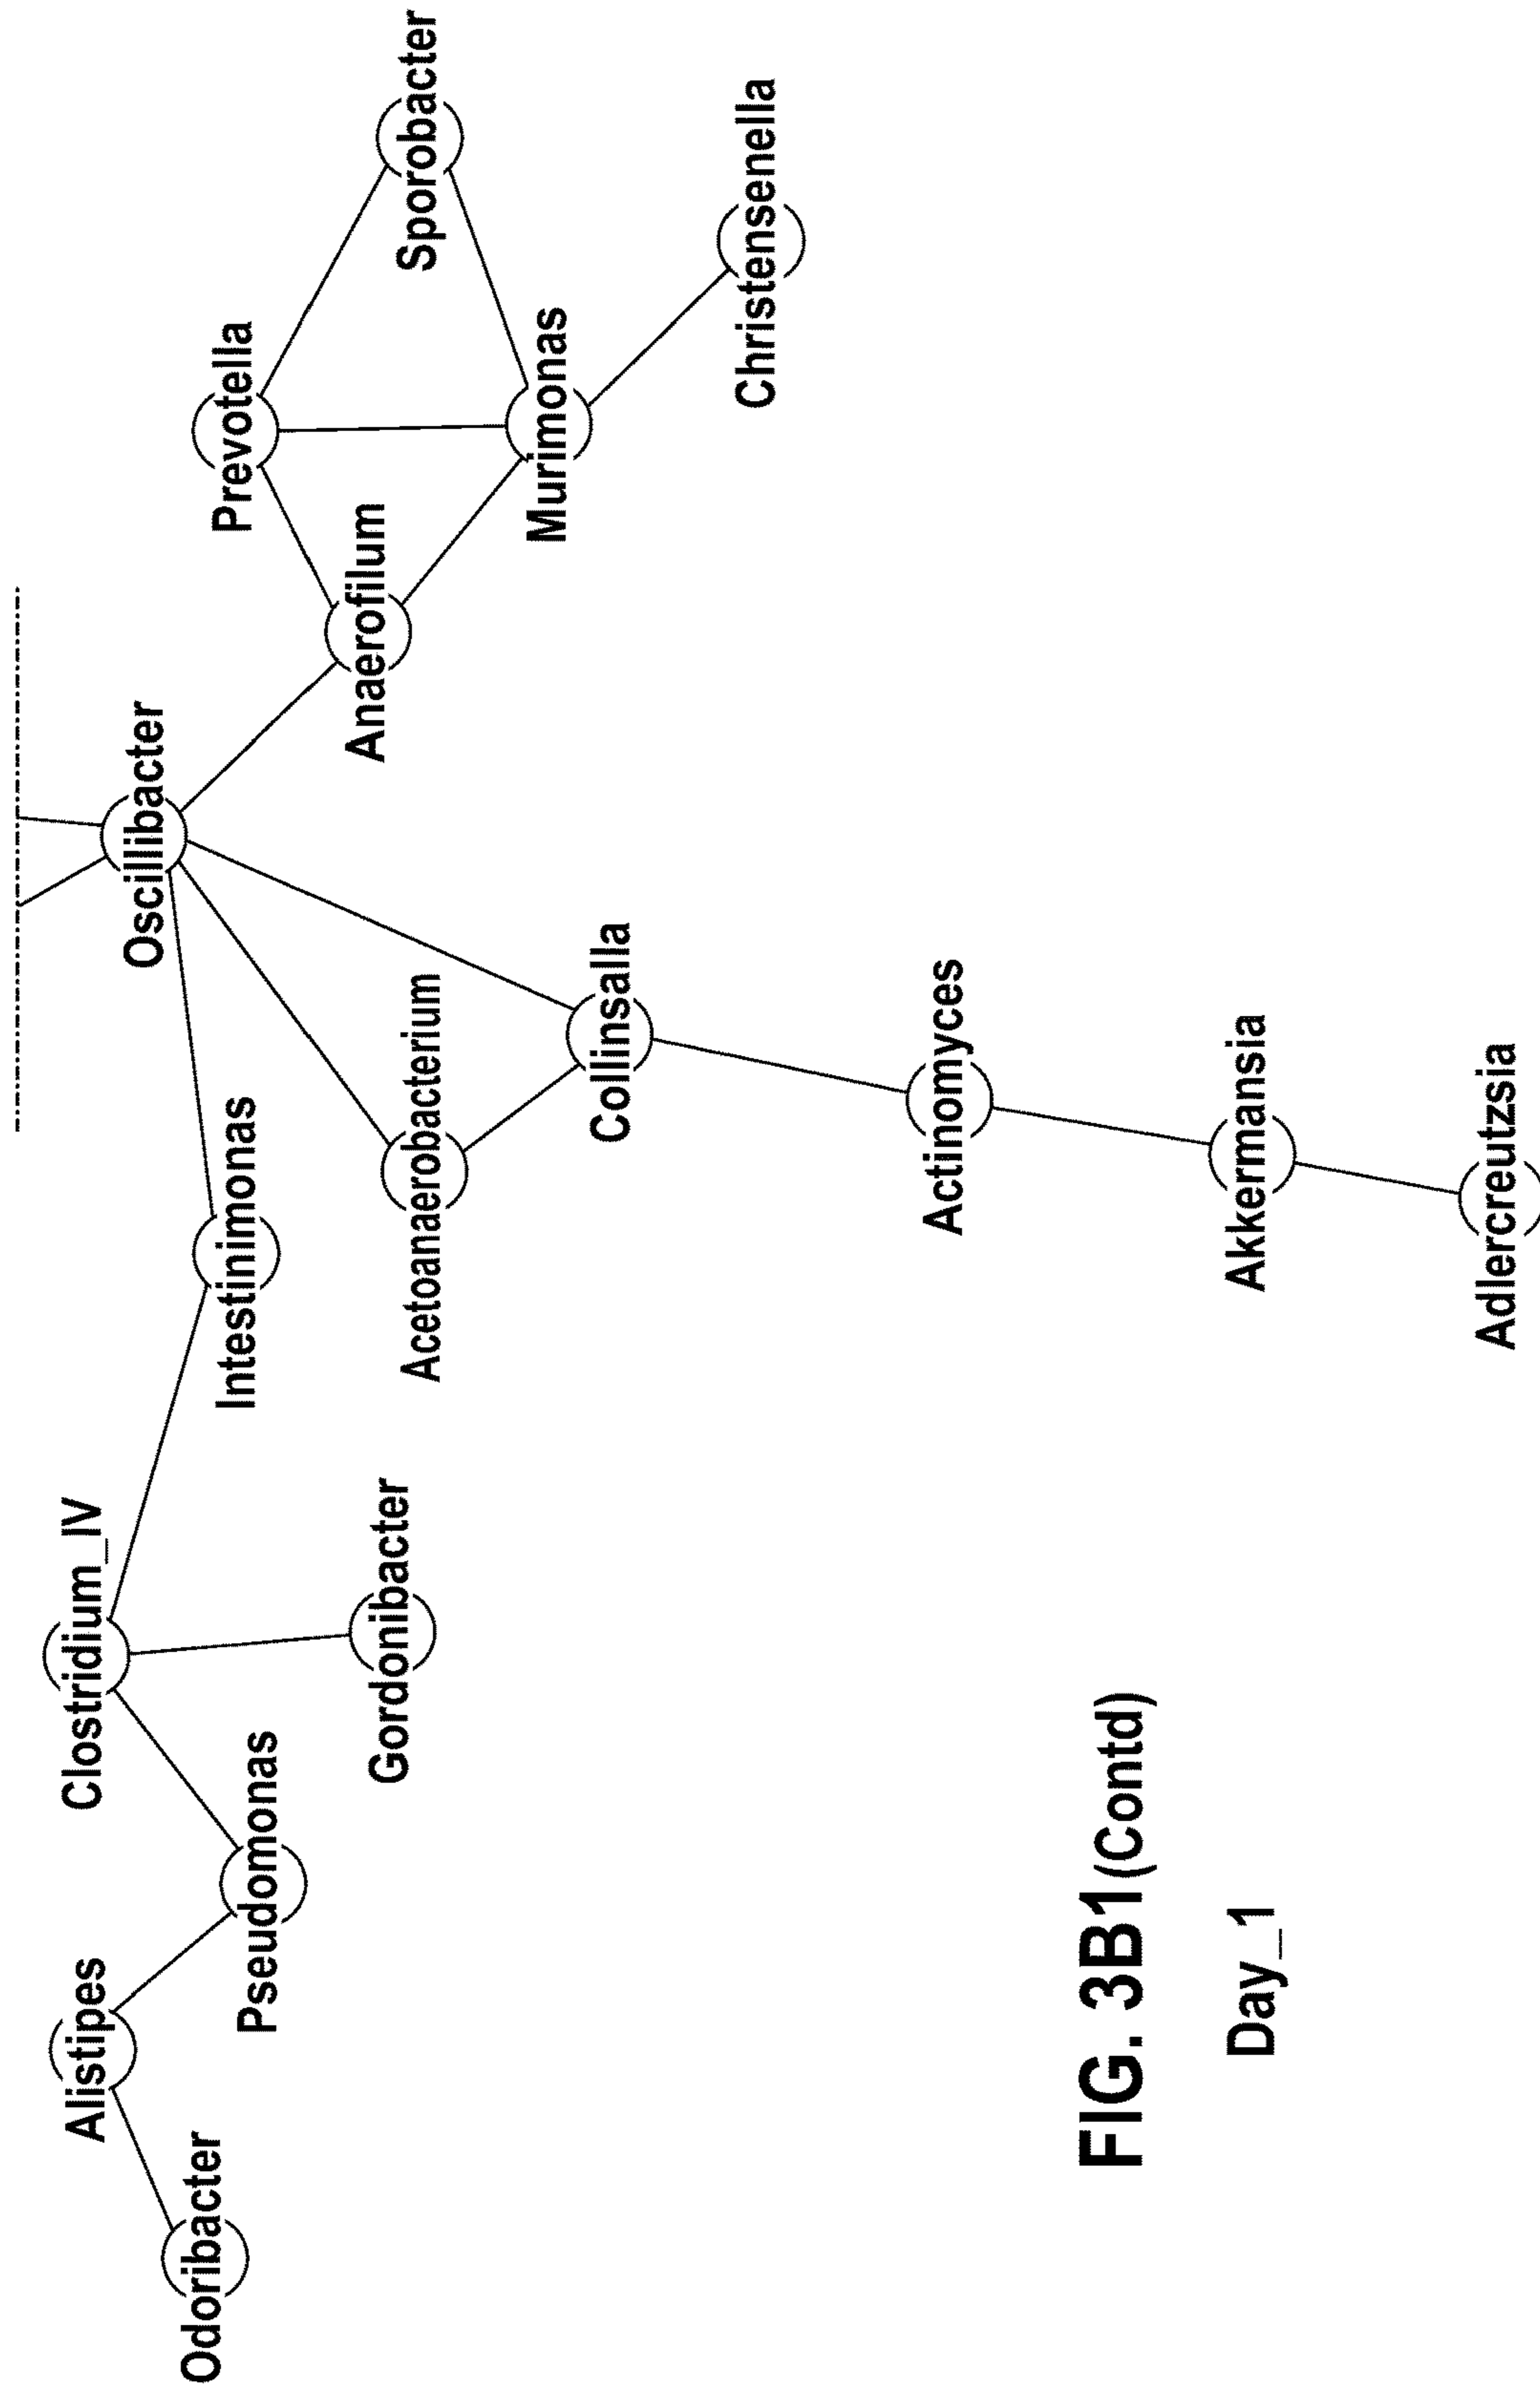 Sporobacter
Prevotella
Christensenella
Murimonas
Anaerofilum
Oscillibacter
Collinsalla
Acetoanaerobacterium
Actinomyces
Akkermansia
Adlercreutzsia
Intestinimonas
Clostridium_IV
Gordonibacter
Pseudomonas
Alistipes
Odoribacter
FIG. 3B1(Contd)
Day_1